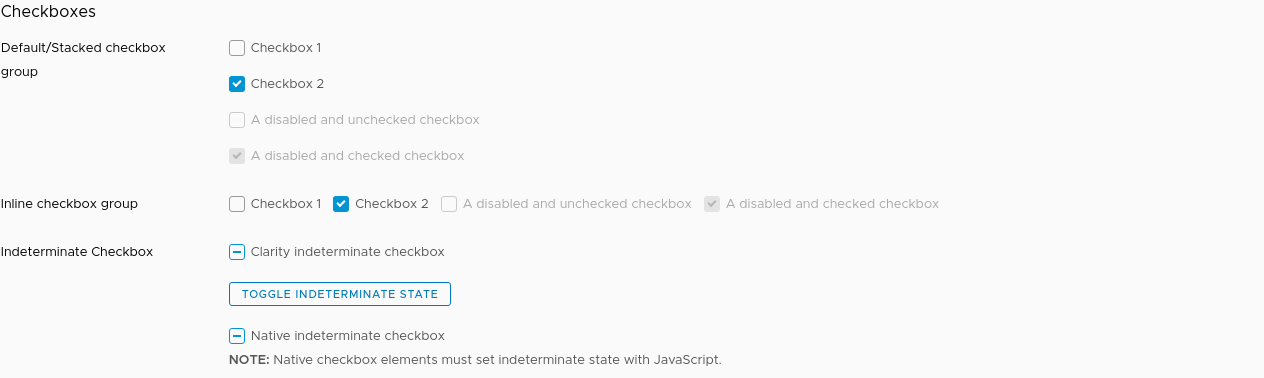 Checkboxes
Default/Stacked checkbox
group
Checkbox 1
Checkbox 2
A disabled and unchecked checkbox
A disabled and checked checkbox
Inline checkbox group
Checkbox 1 Checkbox 2 A disabled and unchecked checkbox A disabled and checked checkbox
Indeterminate Checkbox
Clarity indeterminate checkbox
TOGGLE INDETERMINATE STATE
Native indeterminate checkbox
NOTE: Native checkbox elements must set indeterminate state with JavaScript.